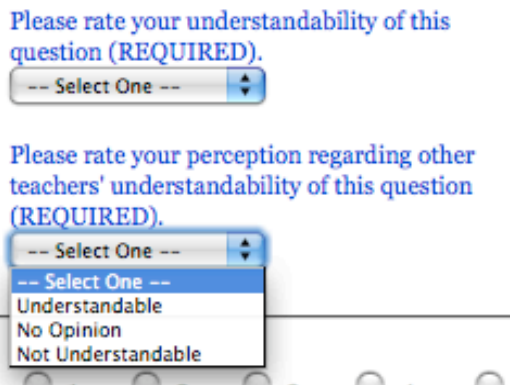 Please rate your understandability of this
question (REQUIRED).
-- Select One --
Please rate your perception regarding other
teachers' understandability of this question
(REQUIRED).
-- Select One --
-- Select One --
Understandable
No Opinion
Not Understandable